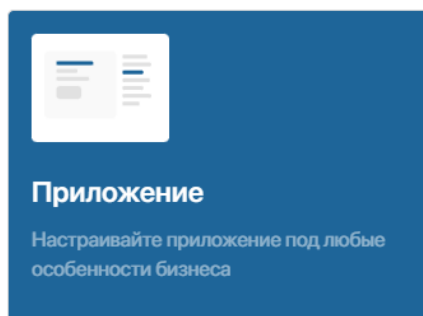 Приложение
Настраивайте приложение под любые
особенности бизнеса